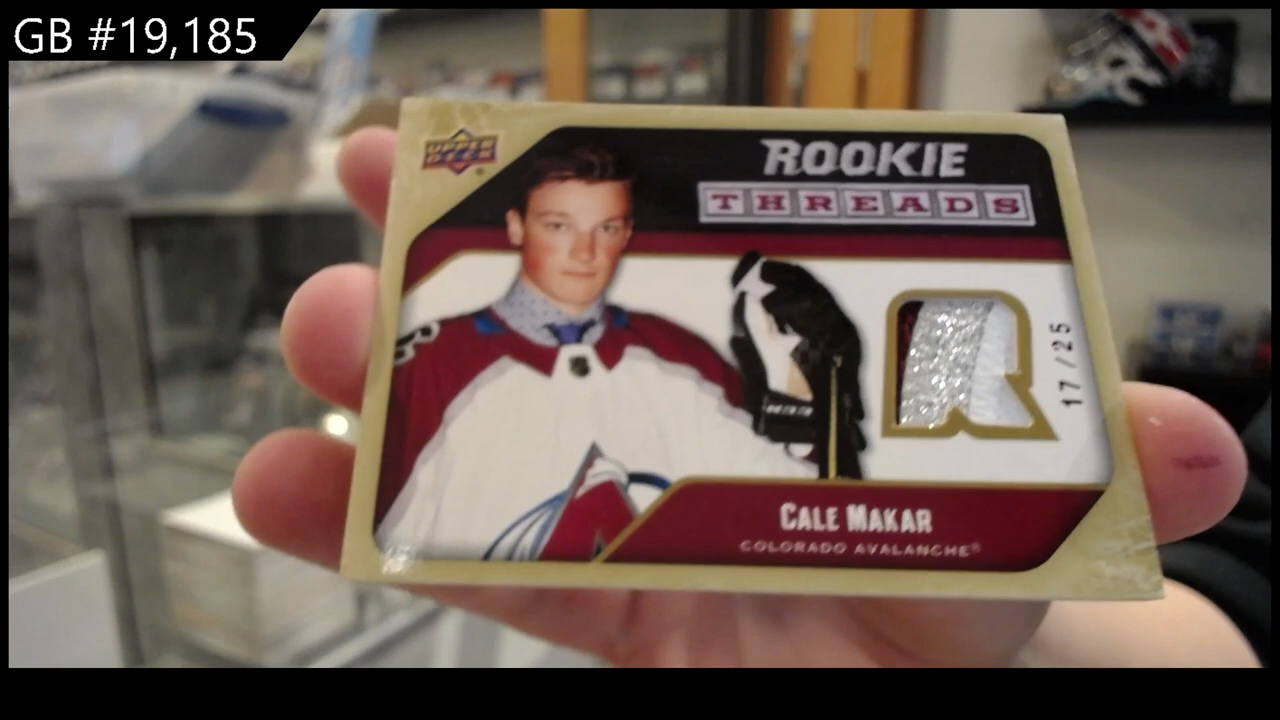 GB #19,185
UPPER
DECK
ROOKIE
THREADS
17/25
CALE MAKAR
COLORADO AVALANCHE®